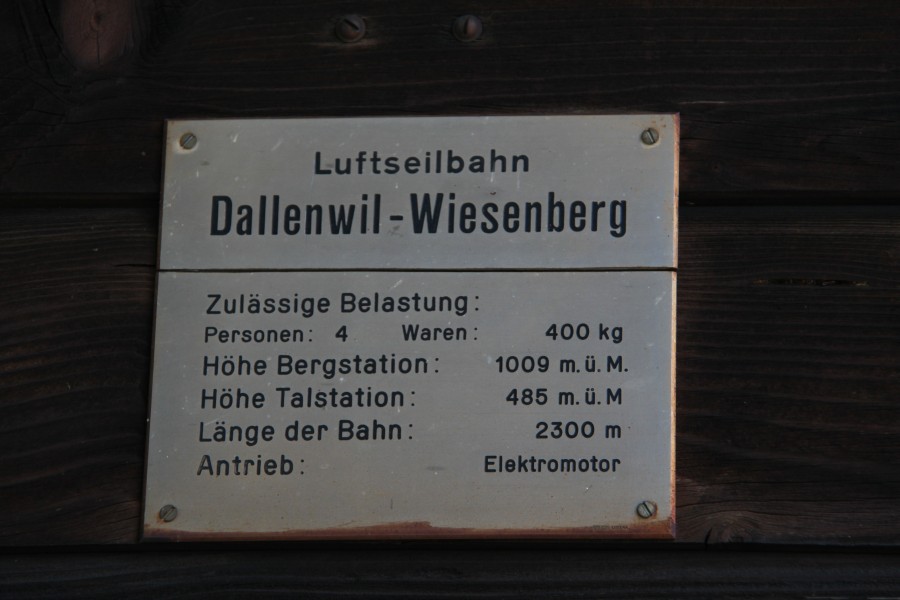 Luftseilbahn
Dallenwil-Wiesenberg
Zulässige Belastung:
Personen: 4 Waren: 400 kg
Höhe Bergstation: 1009 m.ü.M.
Höhe Talstation: 485 m.ü.M
Länge der Bahn: 2300 m
Antrieb: Elektromotor